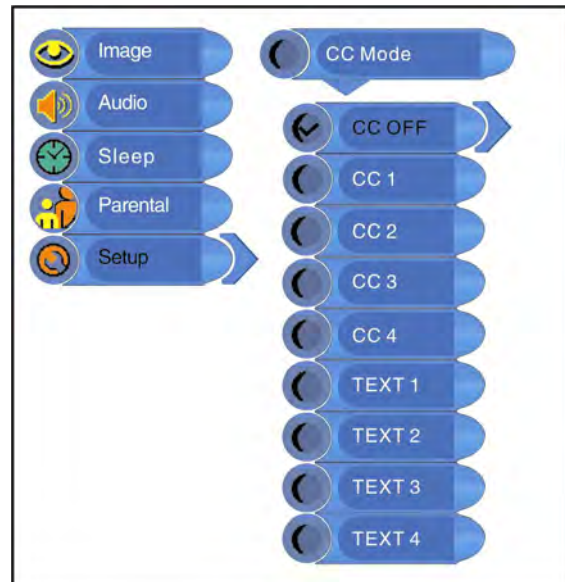 Image
Audio
Sleep
Parental
Setup
CC Mode
CC OFF
CC 1
CC 2
CC 3
CC 4
TEXT 1
TEXT 2
TEXT 3
TEXT 4